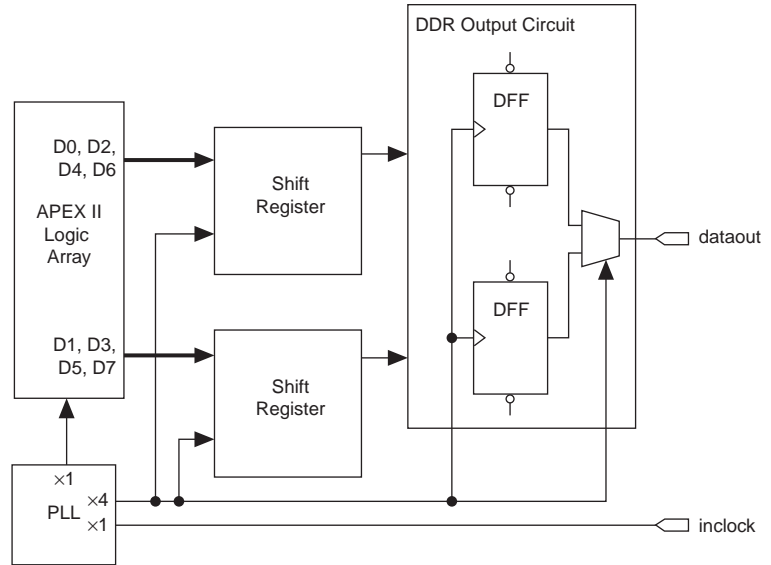 DDR Output Circuit
DFF
D0, D2,
D4, D6
APEX II
Logic
Array
D1, D3,
D5, D7
Shift
Register
Shift
Register
DFF
dataout
×1
×4
PLL
×1
inclock